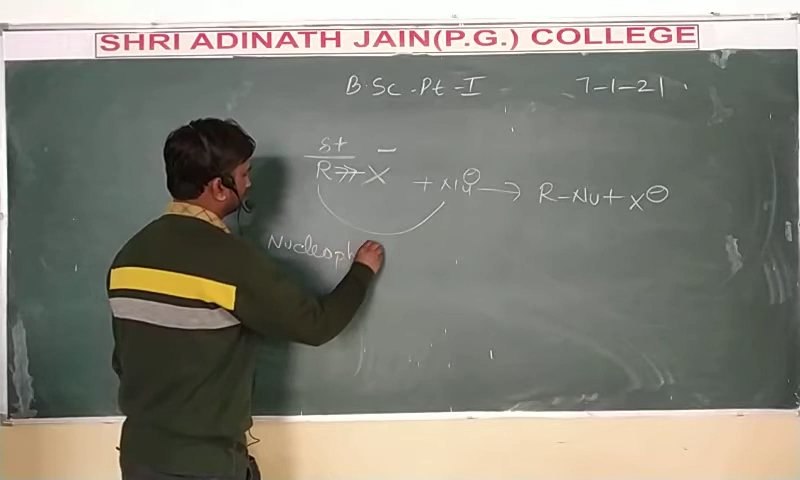 SHRI ADINATH JAIN(P.G.) COLLEGE
B.Sc-Pt-I 7-1-21
δ+ −
R→X + Nu⊖ → R-Nu + X⊖
Nucleoph